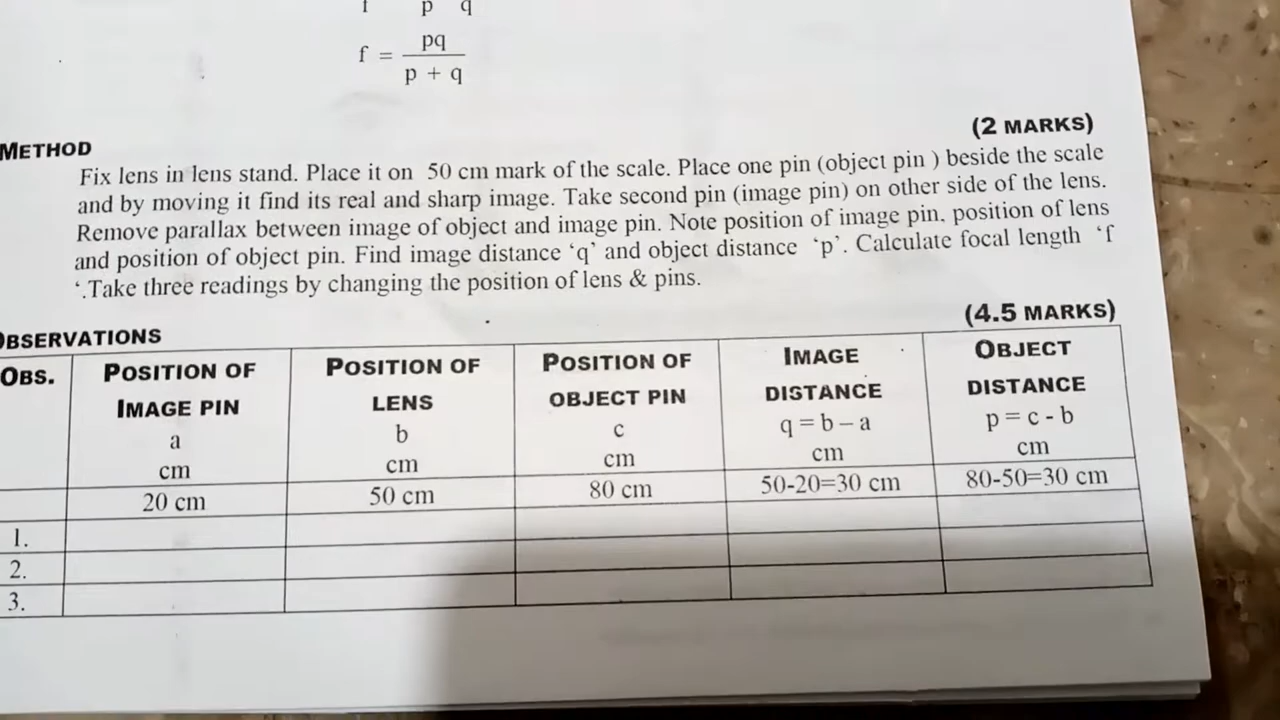 f p q
f = pq
p + q
(2 MARKS)
METHOD
Fix lens in lens stand. Place it on 50 cm mark of the scale. Place one pin (object pin ) beside the scale
and by moving it find its real and sharp image. Take second pin (image pin) on other side of the lens.
Remove parallax between image of object and image pin. Note position of image pin, position of lens
and position of object pin. Find image distance ‘q’ and object distance ‘p’. Calculate focal length ‘f
‘.Take three readings by changing the position of lens & pins.
(4.5 MARKS)
OBSERVATIONS
OBS. POSITION OF POSITION OF POSITION OF IMAGE OBJECT
IMAGE PIN LENS OBJECT PIN DISTANCE DISTANCE
a b c q = b – a p = c - b
cm cm cm cm cm
20 cm 50 cm 80 cm 50-20=30 cm 80-50=30 cm
1.
2.
3.